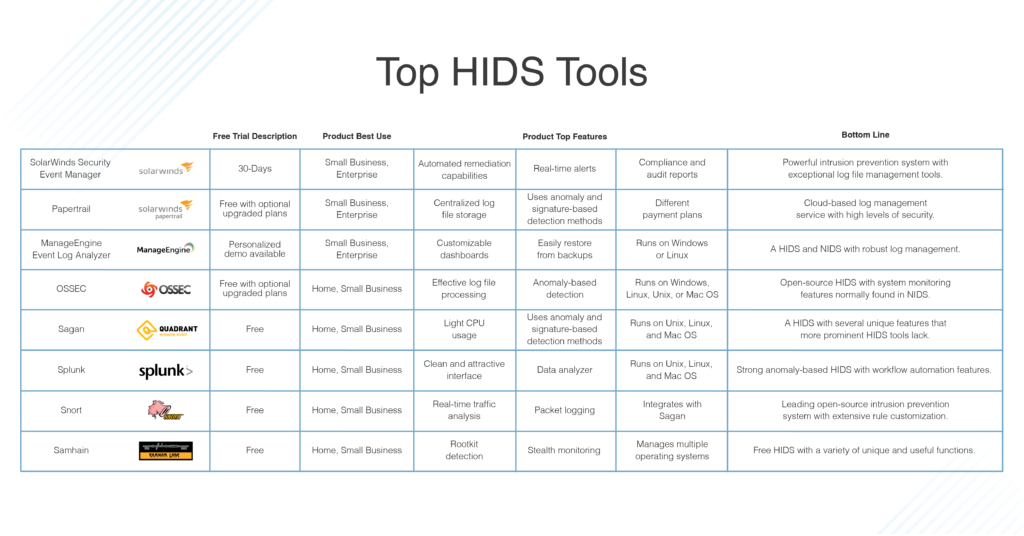 Top HIDS Tools
Free Trial Description
Product Best Use
Product Top Features
Bottom Line
SolarWinds Security
Event Manager
solarwinds
30-Days
Small Business,
Enterprise
Automated remediation
capabilities
Real-time alerts
Compliance and
audit reports
Powerful intrusion prevention system with
exceptional log file management tools.
Papertrail
solarwinds
papertrail
Free with optional
upgraded plans
Small Business,
Enterprise
Centralized log
file storage
Uses anomaly and
signature-based
detection methods
Different
payment plans
Cloud-based log management
service with high levels of security.
ManageEngine
Event Log Analyzer
ManageEngine
Personalized
demo available
Small Business,
Enterprise
Customizable
dashboards
Easily restore
from backups
Runs on Windows
or Linux
A HIDS and NIDS with robust log management.
OSSEC
OSSEC
Free with optional
upgraded plans
Home, Small Business
Effective log file
processing
Anomaly-based
detection
Runs on Windows,
Linux, Unix, or Mac OS
Open-source HIDS with system monitoring
features normally found in NIDS.
Sagan
QUADRANT
Free
Home, Small Business
Light CPU
usage
Uses anomaly and
signature-based
detection methods
Runs on Unix, Linux,
and Mac OS
A HIDS with several unique features that
more prominent HIDS tools lack.
Splunk
splunk>
Free
Home, Small Business
Clean and attractive
interface
Data analyzer
Runs on Unix, Linux,
and Mac OS
Strong anomaly-based HIDS with workflow automation features.
Snort
Free
Home, Small Business
Real-time traffic
analysis
Packet logging
Integrates with
Sagan
Leading open-source intrusion prevention
system with extensive rule customization.
Samhain
Free
Home, Small Business
Rootkit
detection
Stealth monitoring
Manages multiple
operating systems
Free HIDS with a variety of unique and useful functions.